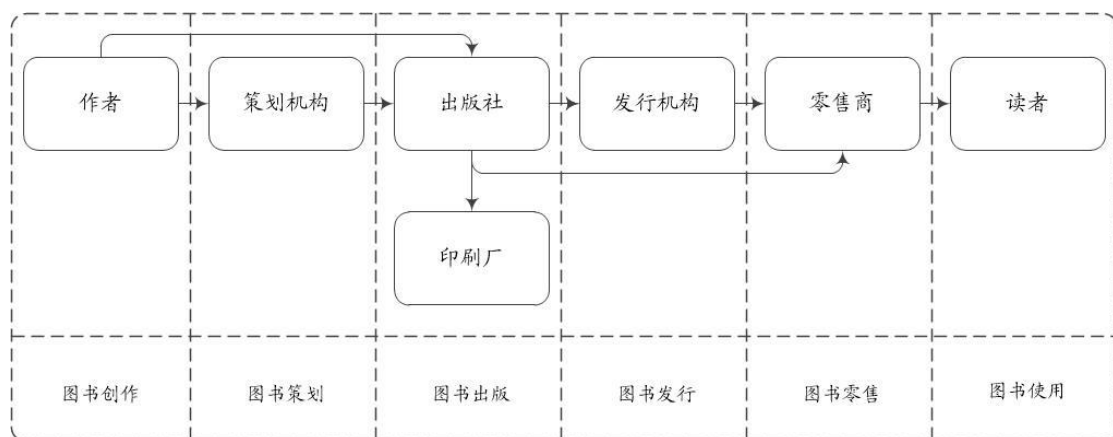 作者
策划机构
出版社
发行机构
零售商
读者
印刷厂
图书创作
图书策划
图书出版
图书发行
图书零售
图书使用